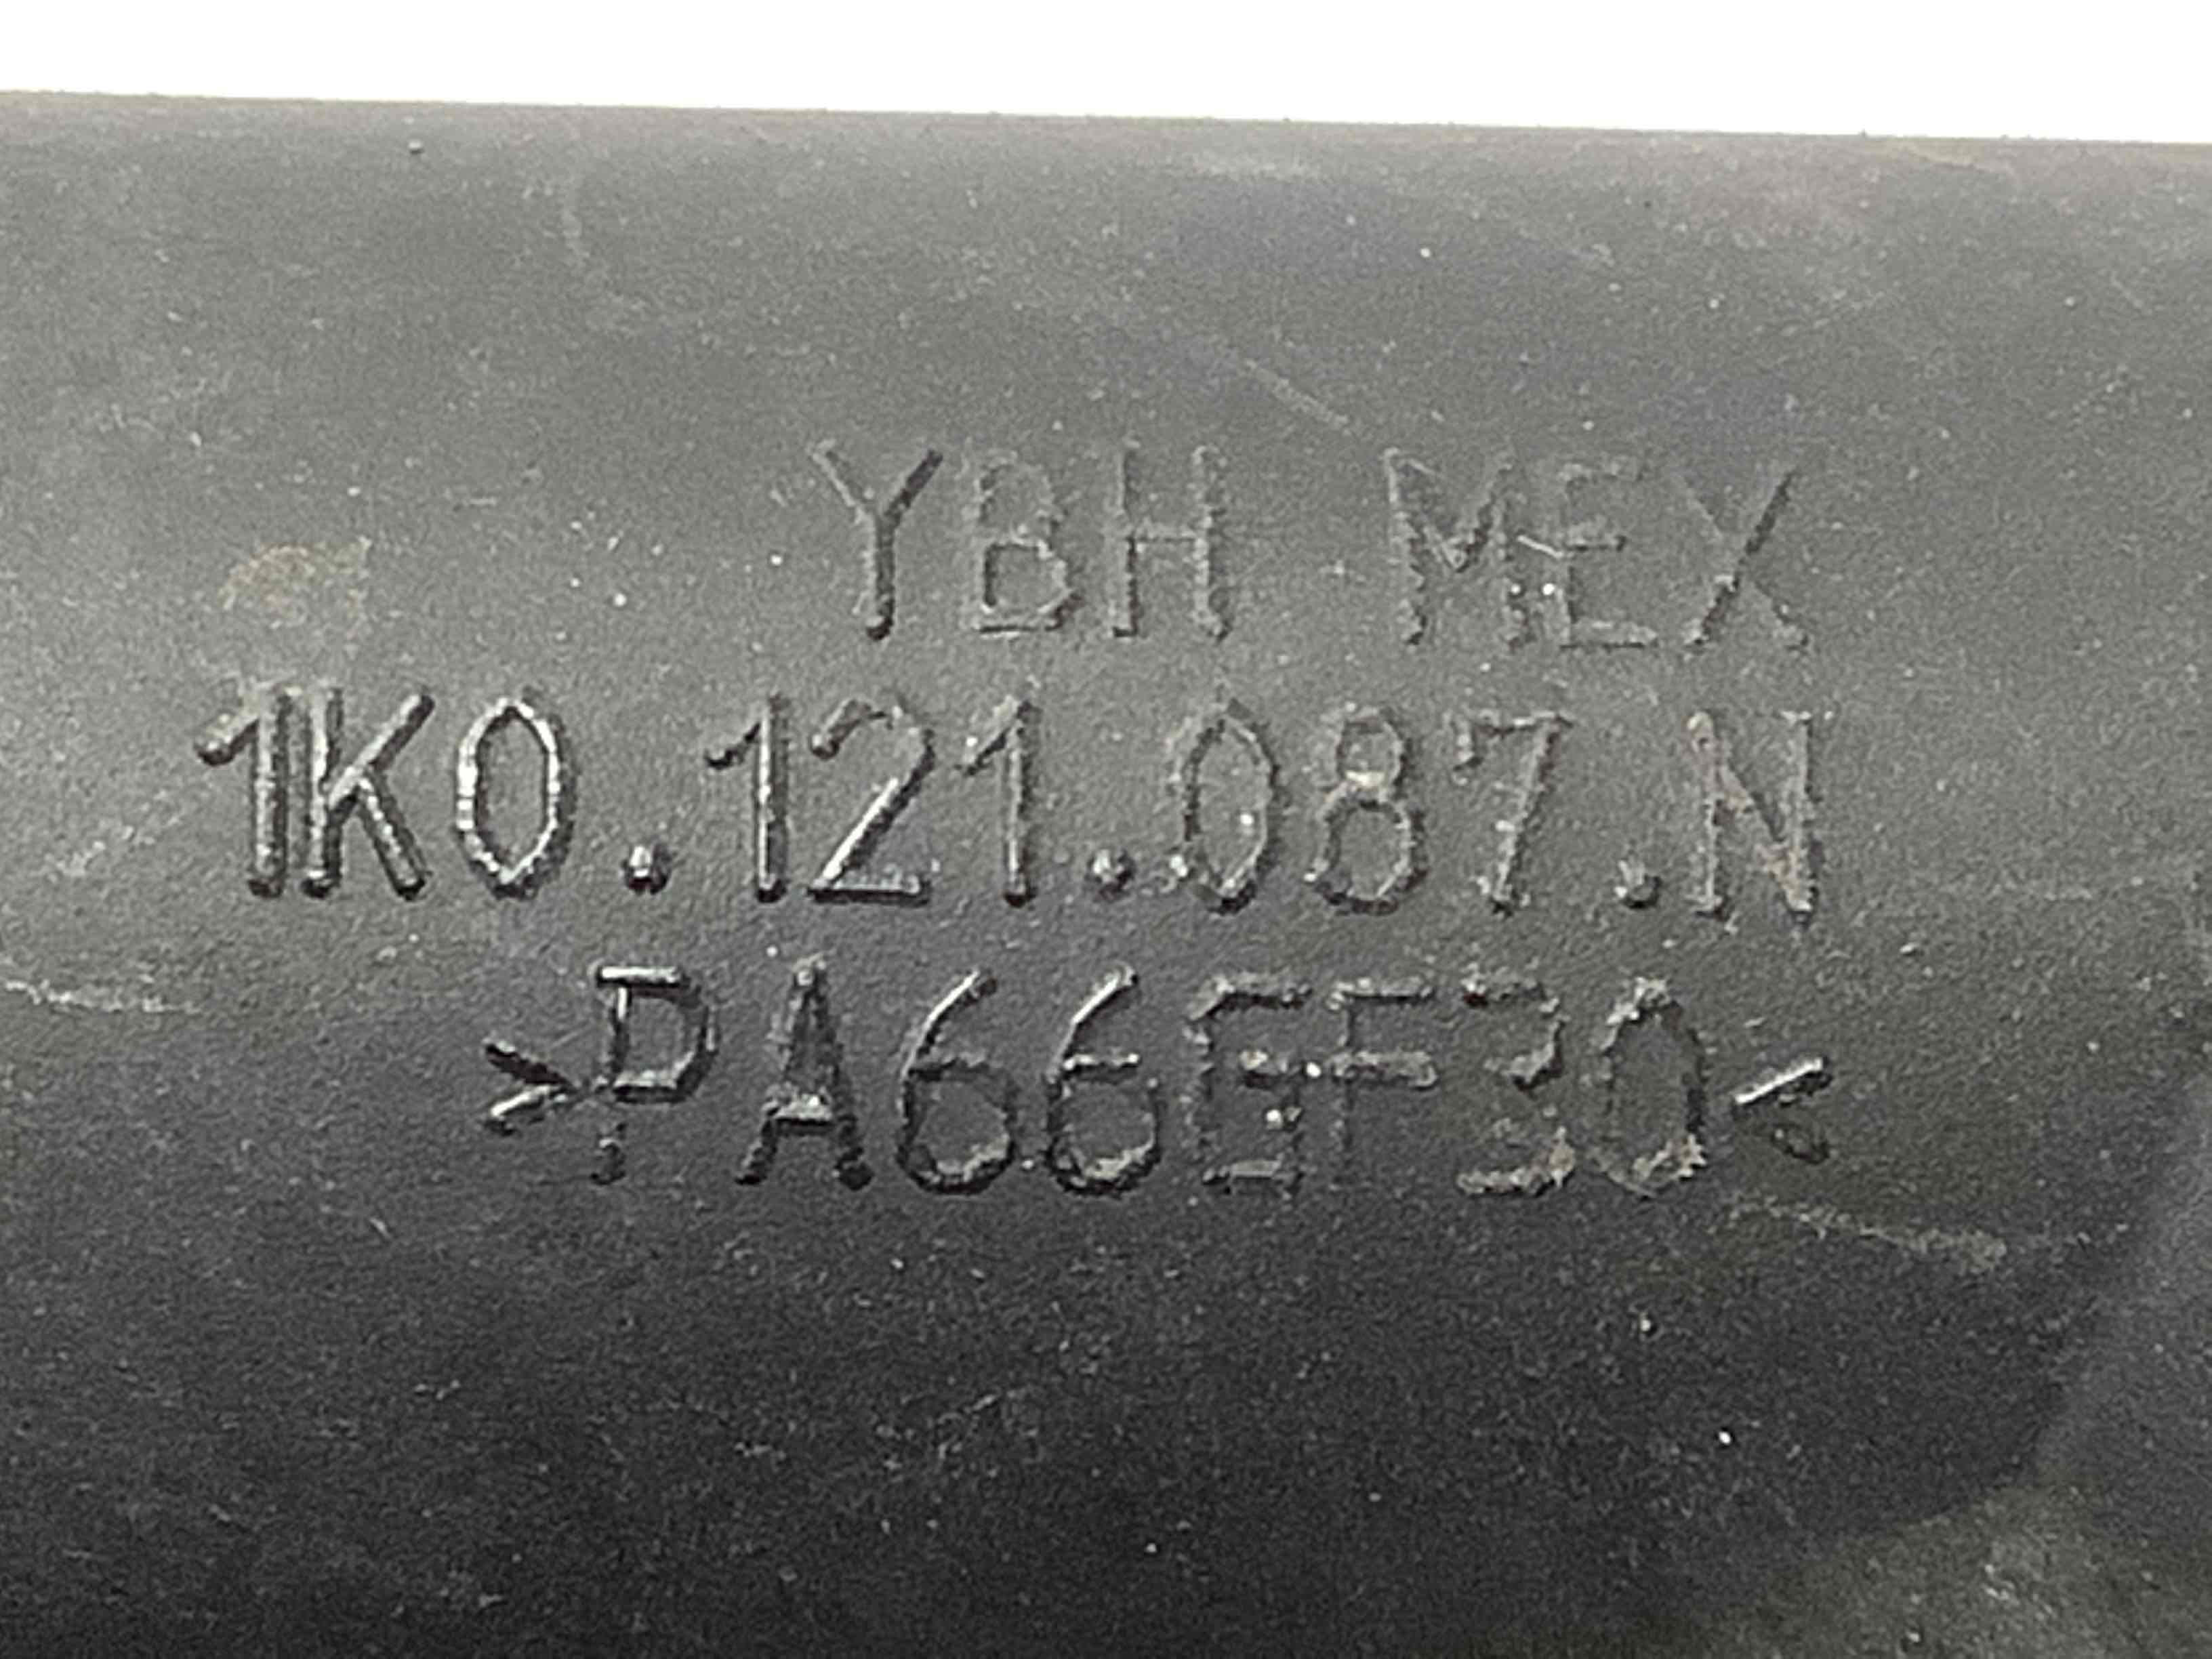 YBH MEX
1K0.121.087.N
>PA66GF30<